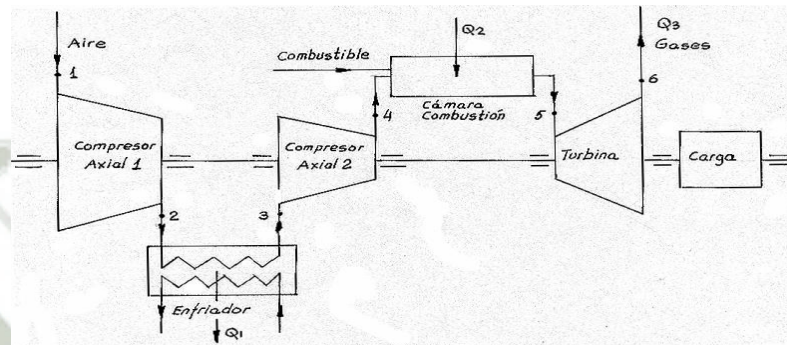 Aire
1
Compresor
Axial 1
2
Enfriador
Q1
3
Compresor
Axial 2
4
Combustible
Q2
Cámara
Combustión
5
Turbina
6
Q3
Gases
Carga